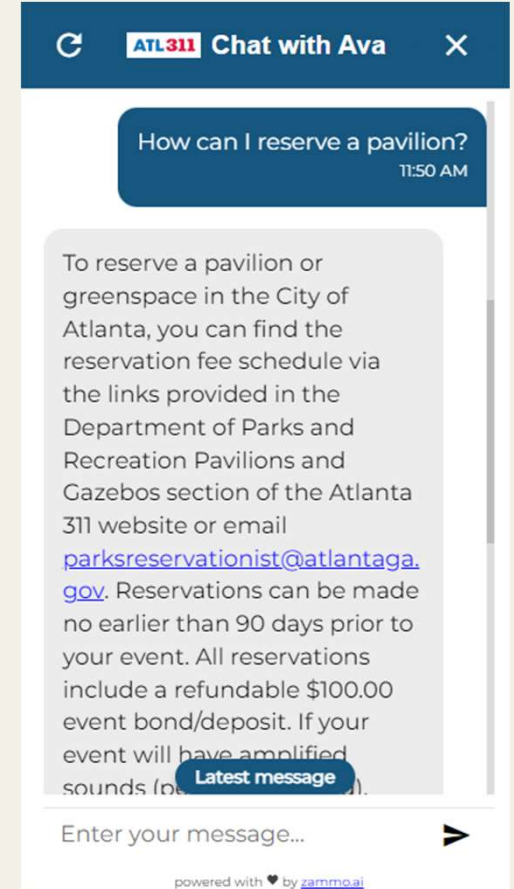 ATL311 Chat with Ava
How can I reserve a pavilion?
11:50 AM
To reserve a pavilion or
greenspace in the City of
Atlanta, you can find the
reservation fee schedule via
the links provided in the
Department of Parks and
Recreation Pavilions and
Gazebos section of the Atlanta
311 website or email
parksreservationist@atlantaga.
gov. Reservations can be made
no earlier than 90 days prior to
your event. All reservations
include a refundable $100.00
event bond/deposit. If your
event will have amplified
sounds
Latest message
Enter your message...
powered with ♥ by zammo.ai